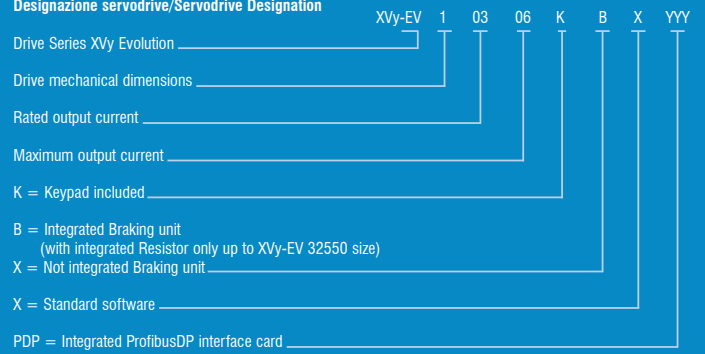 Designazione servodrive/Servodrive Designation
XVy-EV 1 03 06 K B X YYY
Drive Series XVy Evolution
Drive mechanical dimensions
Rated output current
Maximum output current
K = Keypad included
B = Integrated Braking unit
(with integrated Resistor only up to XVy-EV 32550 size)
X = Not integrated Braking unit
X = Standard software
PDP = Integrated ProfibusDP interface card